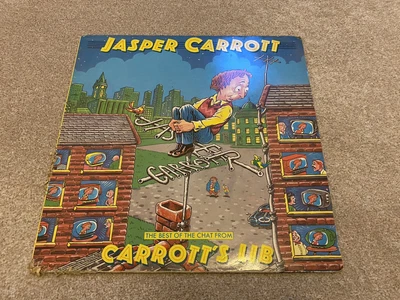 JASPER CARROTT
THE BEST OF THE CHAT FROM
CARROTT'S LIB